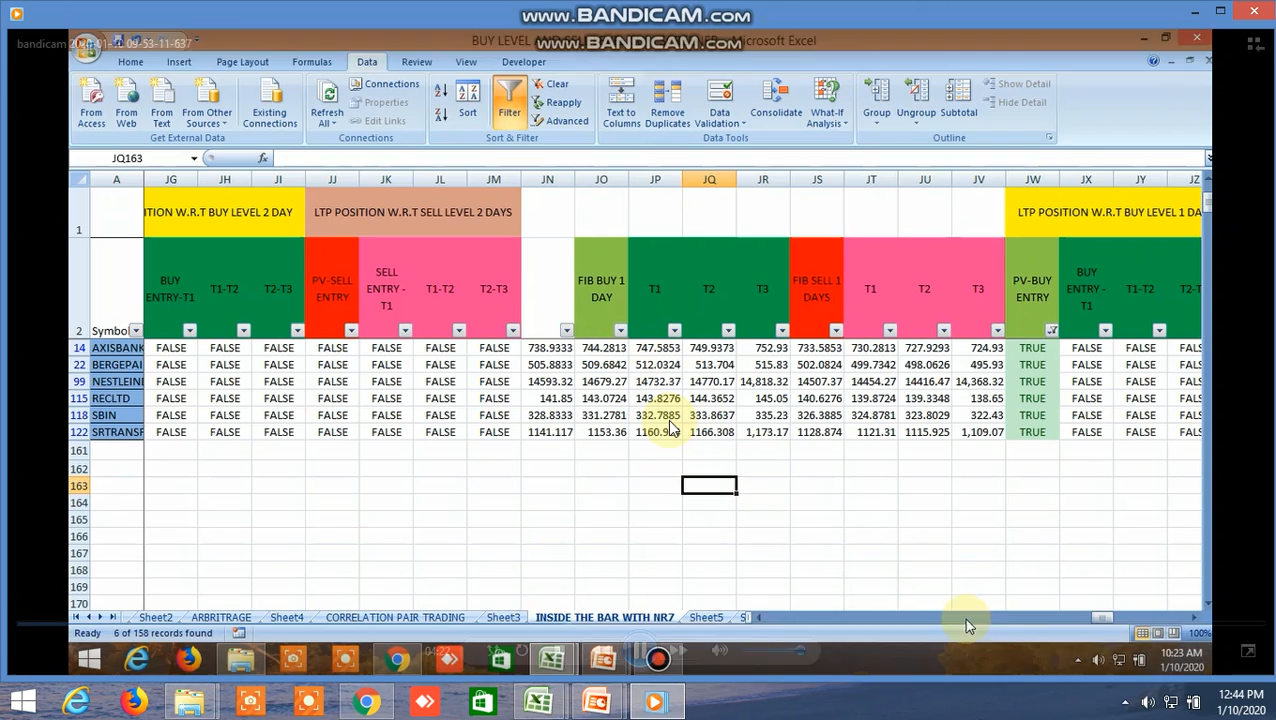 www.BANDICAM.com
bandicam 2020-01-10 09-53-11-637
www.BANDICAM.com
Microsoft Excel
Home Insert Page Layout Formulas Data Review View Developer
From Access
From Web
From Text
From Other Sources
Existing Connections
Get External Data
Refresh All
Connections
Properties
Edit Links
Connections
Sort
Filter
Clear
Reapply
Advanced
Sort & Filter
Text to Columns
Remove Duplicates
Data Validation
Consolidate
What-If Analysis
Data Tools
Group
Ungroup
Subtotal
Show Detail
Hide Detail
Outline
JQ163 fx
A JG JH JI JJ JK JL JM JN JO JP JQ JR JS JT JU JV JW JX JY JZ
1 ITION W.R.T BUY LEVEL 2 DAY LTP POSITION W.R.T SELL LEVEL 2 DAYS LTP POSITION W.R.T BUY LEVEL 1 DA
2 Symbol BUY ENTRY-T1 T1-T2 T2-T3 PV-SELL ENTRY SELL ENTRY - T1 T1-T2 T2-T3 FIB BUY 1 DAY T1 T2 T3 FIB SELL 1 DAYS T1 T2 T3 PV-BUY ENTRY BUY ENTRY - T1 T1-T2 T2-T
14 AXISBANK FALSE FALSE FALSE FALSE FALSE FALSE FALSE 738.9333 744.2813 747.5853 749.9373 752.93 733.5853 730.2813 727.9293 724.93 TRUE FALSE FALSE FALS
22 BERGEPAI FALSE FALSE FALSE FALSE FALSE FALSE FALSE 505.8833 509.6842 512.0324 513.704 515.83 502.0824 499.7342 498.0626 495.93 TRUE FALSE FALSE FALS
99 NESTLEIN FALSE FALSE FALSE FALSE FALSE FALSE FALSE 14593.32 14679.27 14732.37 14770.17 14,818.32 14507.37 14454.27 14416.47 14,368.32 TRUE FALSE FALSE FALS
115 RECLTD FALSE FALSE FALSE FALSE FALSE FALSE FALSE 141.85 143.0724 143.8276 144.3652 145.05 140.6276 139.8724 139.3348 138.65 TRUE FALSE FALSE FALS
118 SBIN FALSE FALSE FALSE FALSE FALSE FALSE FALSE 328.8333 331.2781 332.7885 333.8637 335.23 326.3885 324.8781 323.8029 322.43 TRUE FALSE FALSE FALS
122 SRTRANSF FALSE FALSE FALSE FALSE FALSE FALSE FALSE 1141.117 1153.36 1166.308 1,173.17 1128.874 1121.31 1115.925 1,109.07 TRUE FALSE FALSE FALS
161
162
163
164
165
166
167
168
169
170
Sheet2 ARBRITRAGE Sheet4 CORRELATION PAIR TRADING Sheet3 INSIDE THE BAR WITH NR7 Sheet5 S
Ready 6 of 158 records found 100%
04:22
10:23 AM
1/10/2020
12:44 PM
1/10/2020